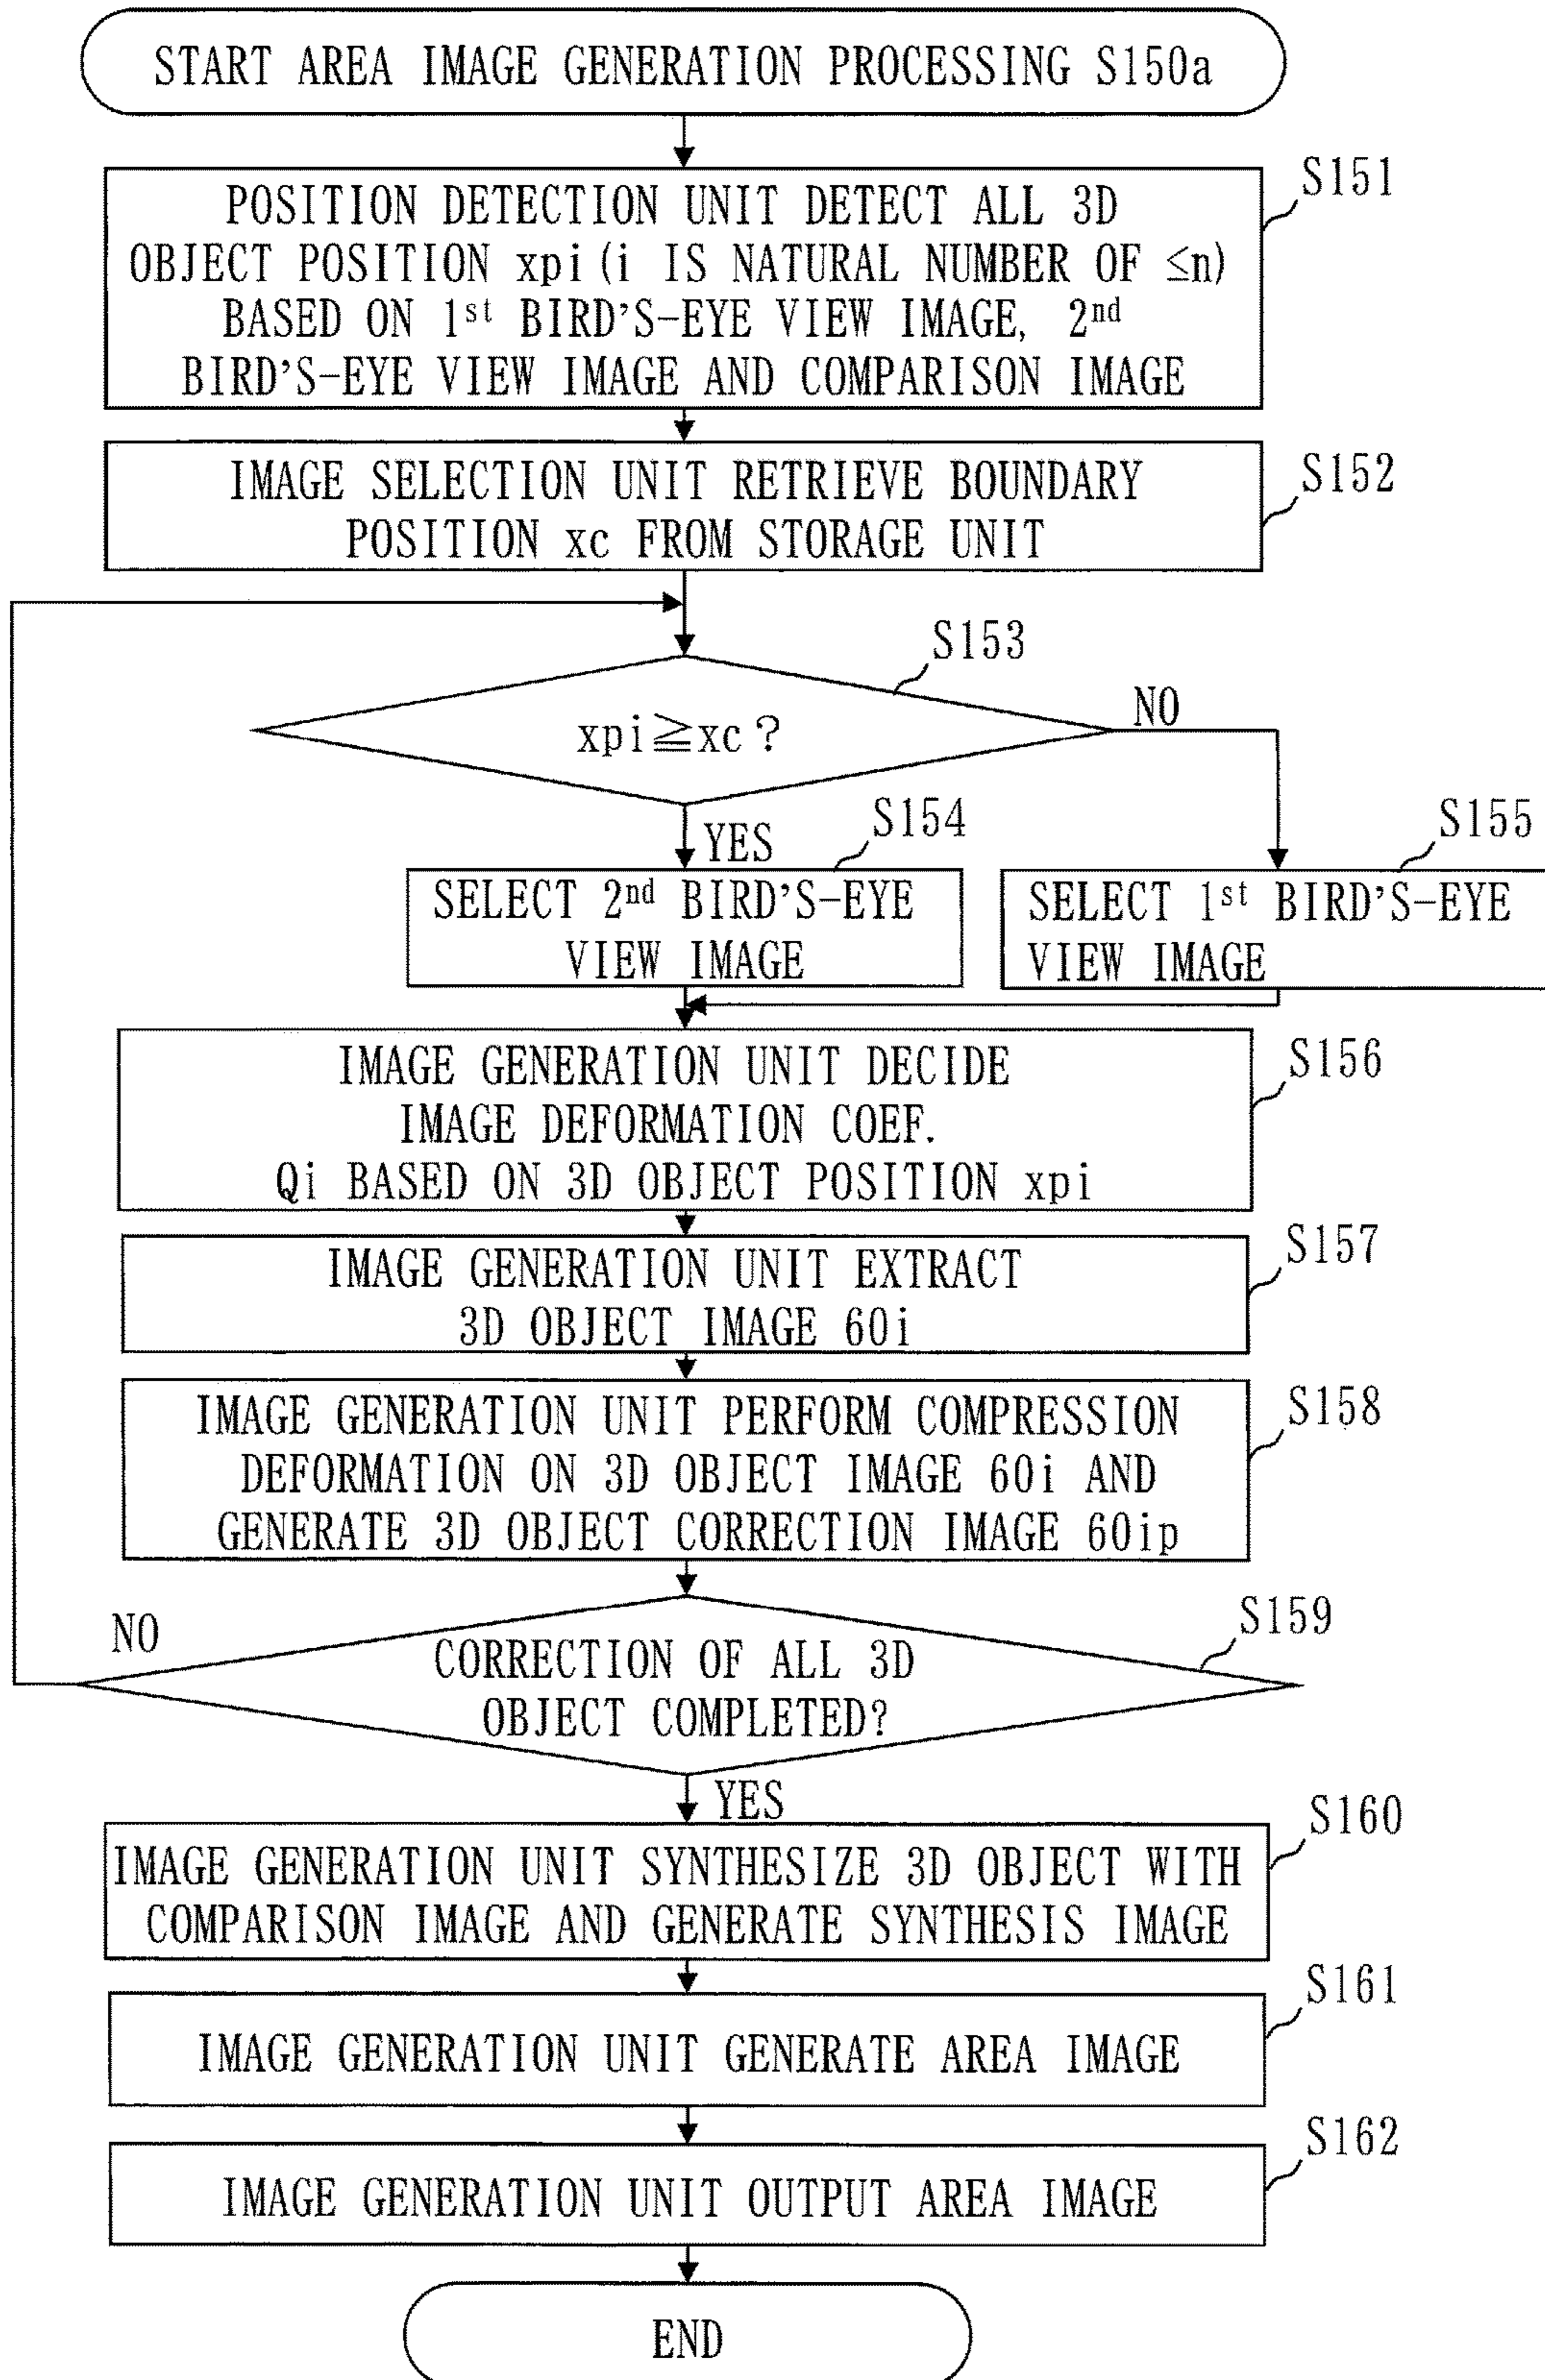 START AREA IMAGE GENERATION PROCESSING S150a
S151
POSITION DETECTION UNIT DETECT ALL 3D
OBJECT POSITION xpi(i IS NATURAL NUMBER OF ≤n)
BASED ON 1st BIRD'S-EYE VIEW IMAGE, 2nd
BIRD'S-EYE VIEW IMAGE AND COMPARISON IMAGE
S152
IMAGE SELECTION UNIT RETRIEVE BOUNDARY
POSITION xc FROM STORAGE UNIT
S153
xpi≧xc?
NO
YES
S154
SELECT 2nd BIRD'S-EYE
VIEW IMAGE
S155
SELECT 1st BIRD'S-EYE
VIEW IMAGE
S156
IMAGE GENERATION UNIT DECIDE
IMAGE DEFORMATION COEF.
Qi BASED ON 3D OBJECT POSITION xpi
S157
IMAGE GENERATION UNIT EXTRACT
3D OBJECT IMAGE 60i
S158
IMAGE GENERATION UNIT PERFORM COMPRESSION
DEFORMATION ON 3D OBJECT IMAGE 60i AND
GENERATE 3D OBJECT CORRECTION IMAGE 60ip
S159
NO
CORRECTION OF ALL 3D
OBJECT COMPLETED?
YES
S160
IMAGE GENERATION UNIT SYNTHESIZE 3D OBJECT WITH
COMPARISON IMAGE AND GENERATE SYNTHESIS IMAGE
S161
IMAGE GENERATION UNIT GENERATE AREA IMAGE
S162
IMAGE GENERATION UNIT OUTPUT AREA IMAGE
END